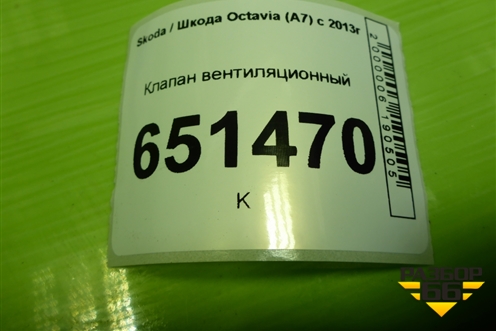 Skoda / Шкода Octavia (A7) с 2013г
Клапан вентиляционный
651470
К
2000006190505
РАЗБОР
66